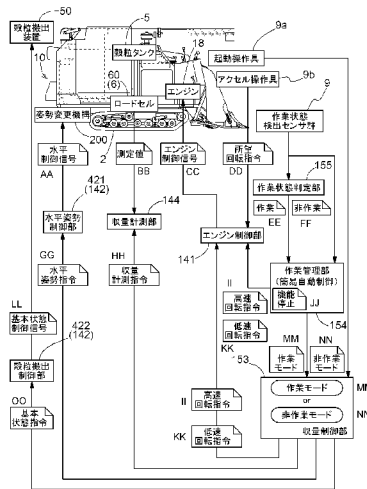 50
穀粒搬出
装置
5
9a
18
起動操作具
穀粒タンク
アクセル操作具
9b
10
60
(6)
エンジン
9
作業状態
検出センサ群
ロードセル
姿勢変更機構
200
2
水平
制御信号
測定値
エンジン
制御信号
所望
回転指令
155
AA
BB
CC
DD
作業状態判定部
421
(142)
144
作業
非作業
EE
FF
水平姿勢
制御部
収量計測部
エンジン制御部
141
作業管理部
(簡易自動制御)
GG
HH
II
機能
停止
JJ
水平
姿勢指令
収量
計測指令
高速
回転指令
154
LL
基本状態
制御信号
低速
回転指令
KK
MM
NN
作業
モード
非作業
モード
422
(142)
153
穀粒搬出
制御部
II
高速
回転指令
作業モード
MM
or
OO
非作業モード
NN
基本
状態指令
KK
低速
回転指令
収量制御部